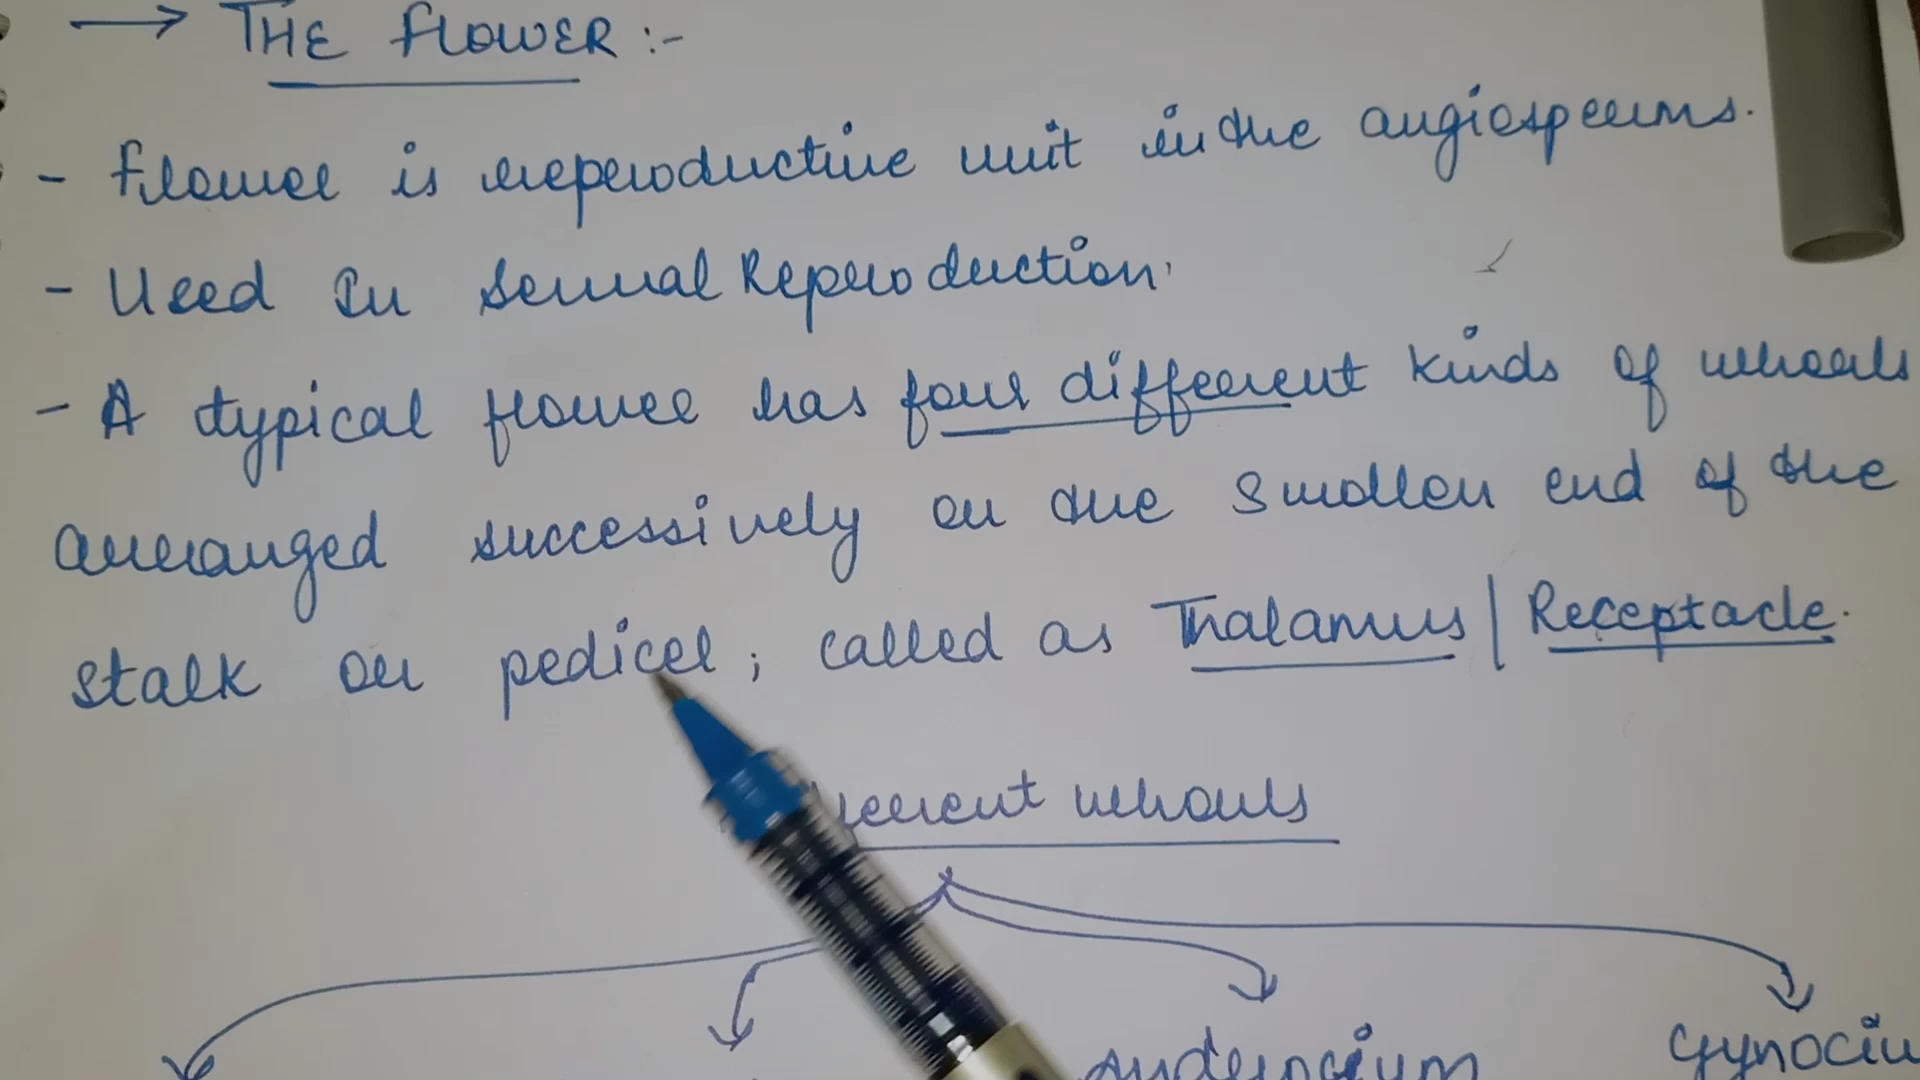 → THE FLOWER :-
- Flower is reproductive unit in the angiosperms.
- Used In sexual Reproduction.
- A typical flower has four different kinds of whorls
arranged successively on the swollen end of the
stalk or pedicel ; called as Thalamus | Receptacle.
whorls
Androcium